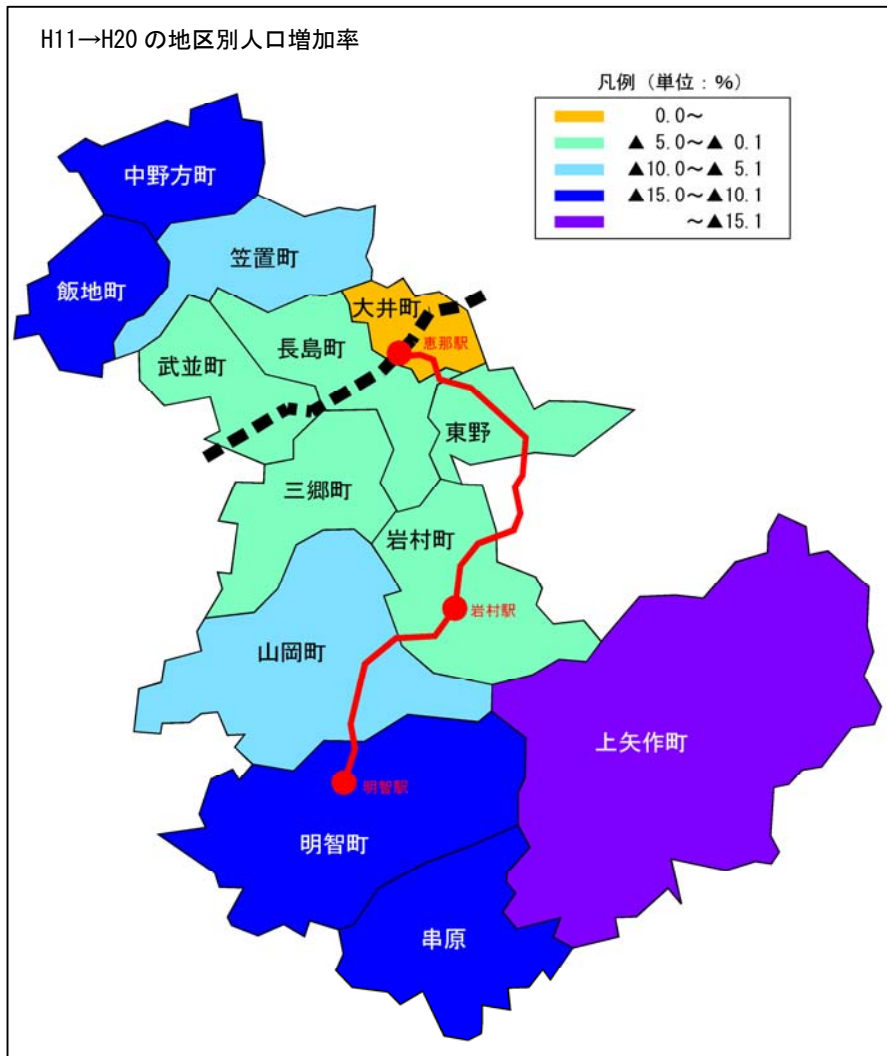 H11→H20 の地区別人口増加率
凡例（単位：％）
0.0～
▲ 5.0～▲ 0.1
▲10.0～▲ 5.1
▲15.0～▲10.1
～▲15.1
中野方町
笠置町
飯地町
大井町
恵那駅
長島町
武並町
東野
三郷町
岩村町
岩村駅
山岡町
上矢作町
明智駅
明智町
串原